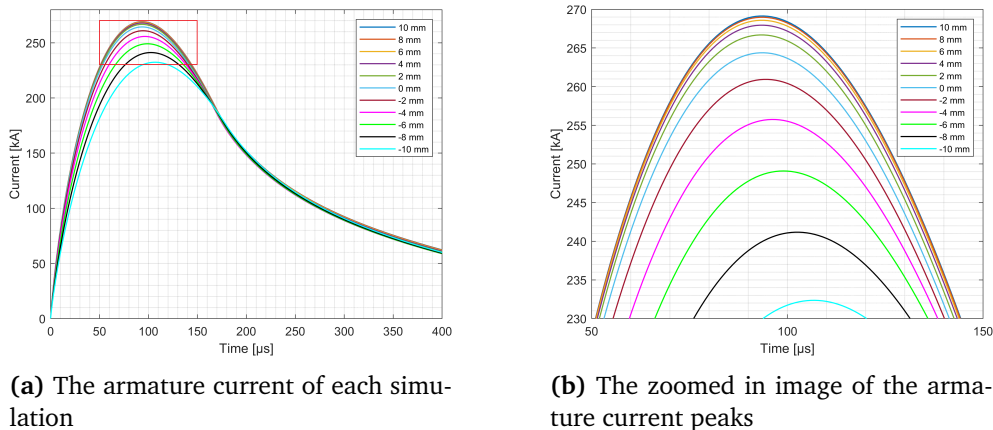 250
200
150
100
50
0
Current [kA]
0 50 100 150 200 250 300 350 400
Time [µs]
10 mm
8 mm
6 mm
4 mm
2 mm
0 mm
-2 mm
-4 mm
-6 mm
-8 mm
-10 mm
(a) The armature current of each simu-
lation
270
265
260
255
250
245
240
235
230
Current [kA]
50 100 150
Time [µs]
10 mm
8 mm
6 mm
4 mm
2 mm
0 mm
-2 mm
-4 mm
-6 mm
-8 mm
-10 mm
(b) The zoomed in image of the arma-
ture current peaks